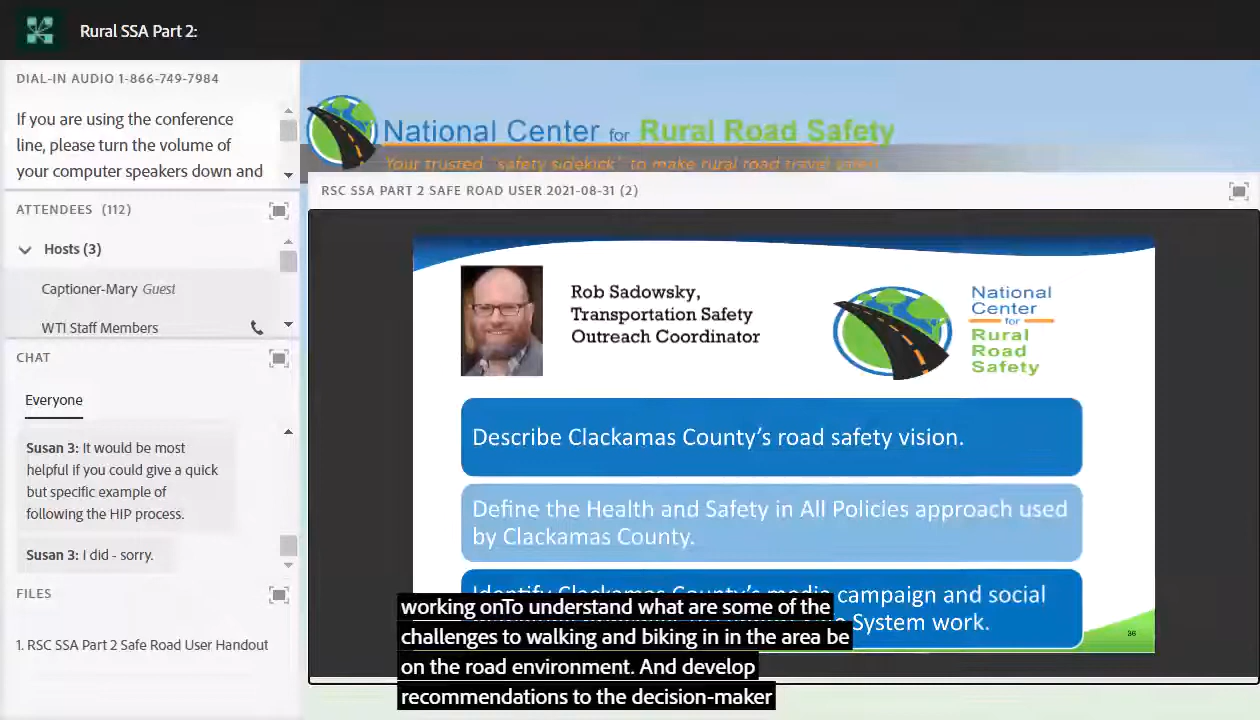 Rural SSA Part 2:
DIAL-IN AUDIO 1-866-749-7984
If you are using the conference
line, please turn the volume of
your computer speakers down and
ATTENDEES (112)
Hosts (3)
Captioner-Mary Guest
WTI Staff Members
CHAT
Everyone
Susan 3: It would be most
helpful if you could give a quick
but specific example of
following the HIP process.
Susan 3: I did - sorry.
FILES
1. RSC SSA Part 2 Safe Road User Handout
National Center for Rural Road Safety
Your trusted "safety sidekick" to make rural road travel safer!
RSC SSA PART 2 SAFE ROAD USER 2021-08-31 (2)
Rob Sadowsky,
Transportation Safety
Outreach Coordinator
National
Center
for
Rural
Road
Safety
Describe Clackamas County's road safety vision.
Define the Health and Safety in All Policies approach used
by Clackamas County.
Identify Clackamas County's media campaign and social
System work.
36
working onTo understand what are some of the
challenges to walking and biking in in the area be
on the road environment. And develop
recommendations to the decision-maker